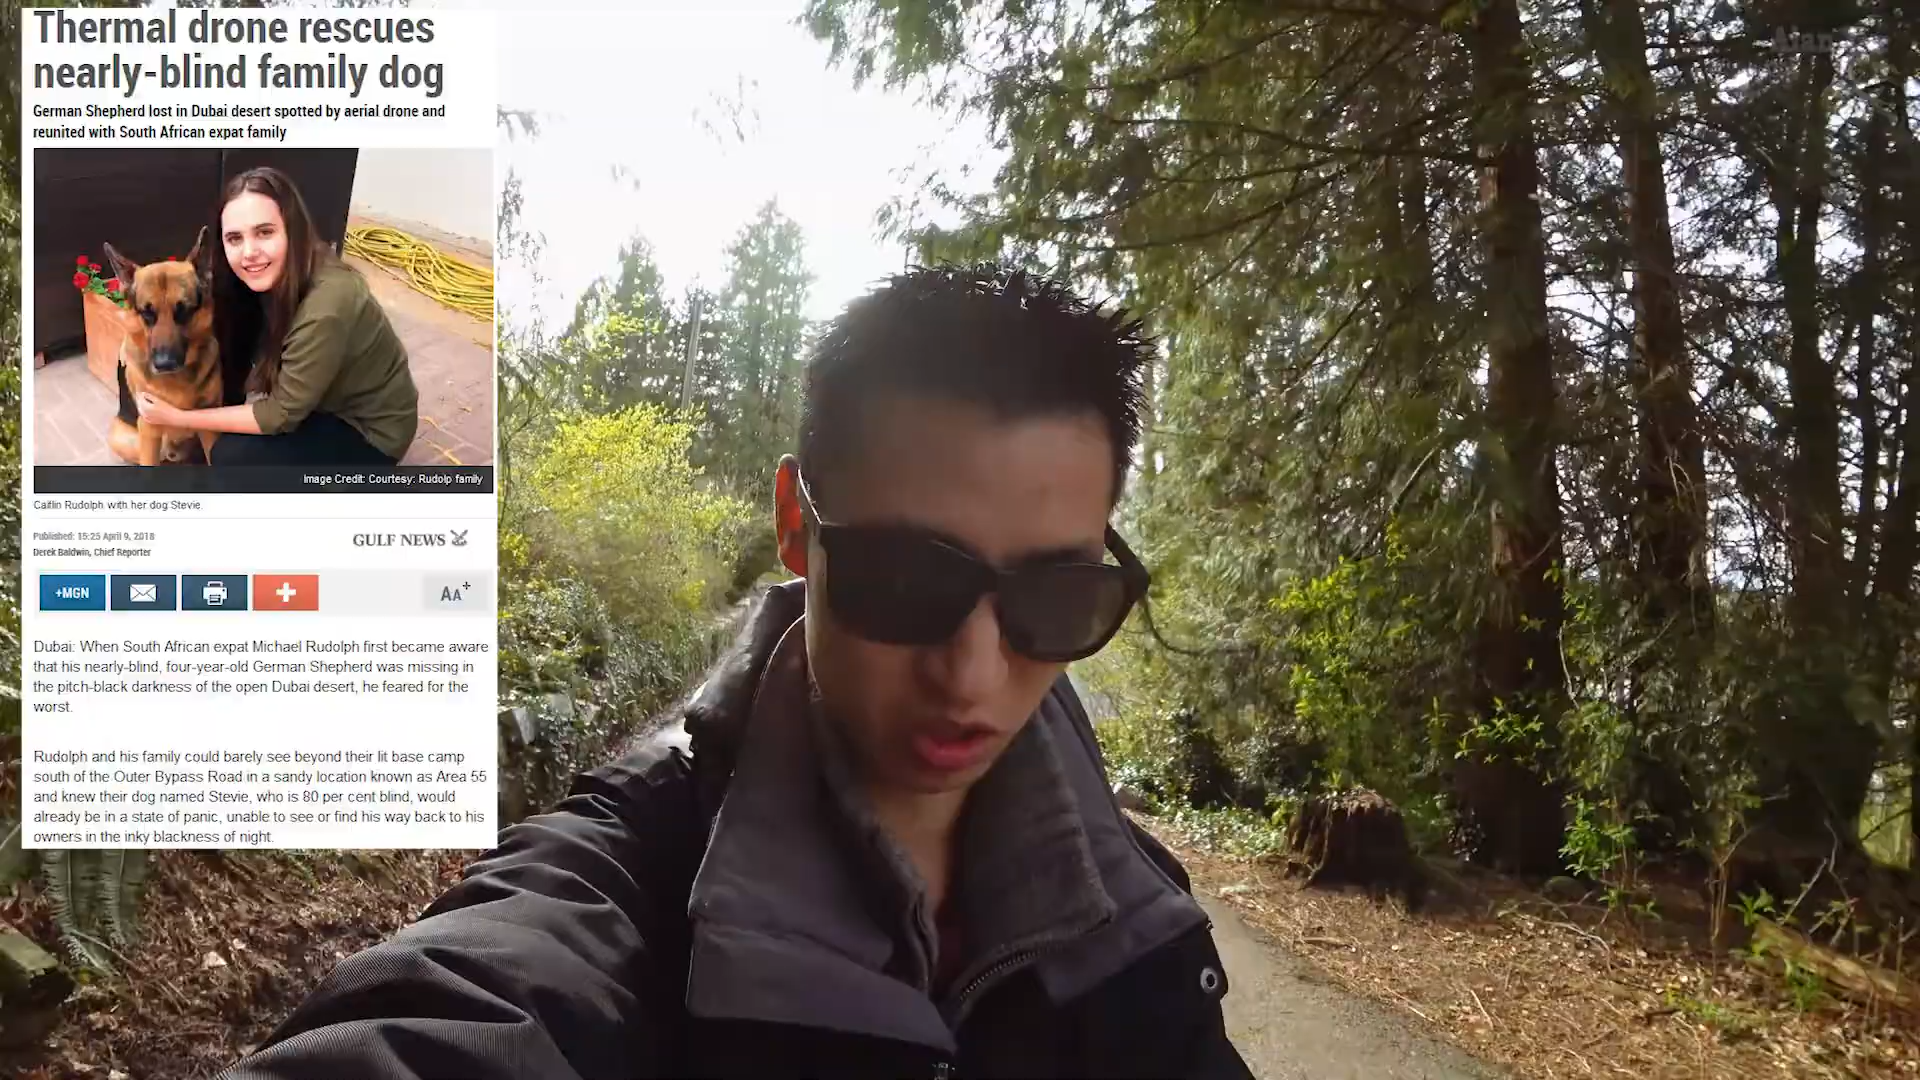 Thermal drone rescues
nearly-blind family dog
German Shepherd lost in Dubai desert spotted by aerial drone and
reunited with South African expat family
Image Credit: Courtesy: Rudolp family
Caitlin Rudolph with her dog Stevie.
Published: 15:25 April 9, 2018
GULF NEWS
Derek Baldwin, Chief Reporter
+MGN
AA+
Dubai: When South African expat Michael Rudolph first became aware
that his nearly-blind, four-year-old German Shepherd was missing in
the pitch-black darkness of the open Dubai desert, he feared for the
worst.
Rudolph and his family could barely see beyond their lit base camp
south of the Outer Bypass Road in a sandy location known as Area 55
and knew their dog named Stevie, who is 80 per cent blind, would
already be in a state of panic, unable to see or find his way back to his
owners in the inky blackness of night.